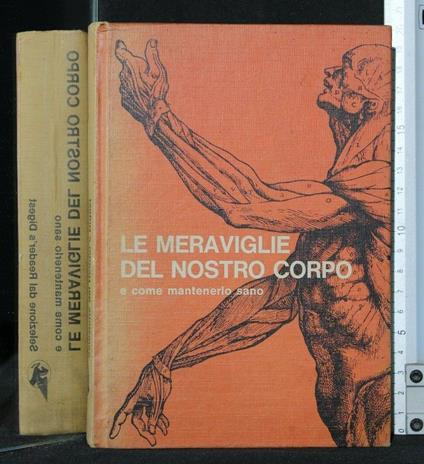 LE MERAVIGLIE
DEL NOSTRO CORPO
e come mantenerlo sano
Selezione dal Reader's Digest
e come mantenerlo sano
LE MERAVIGLIE DEL NOSTRO CORPO